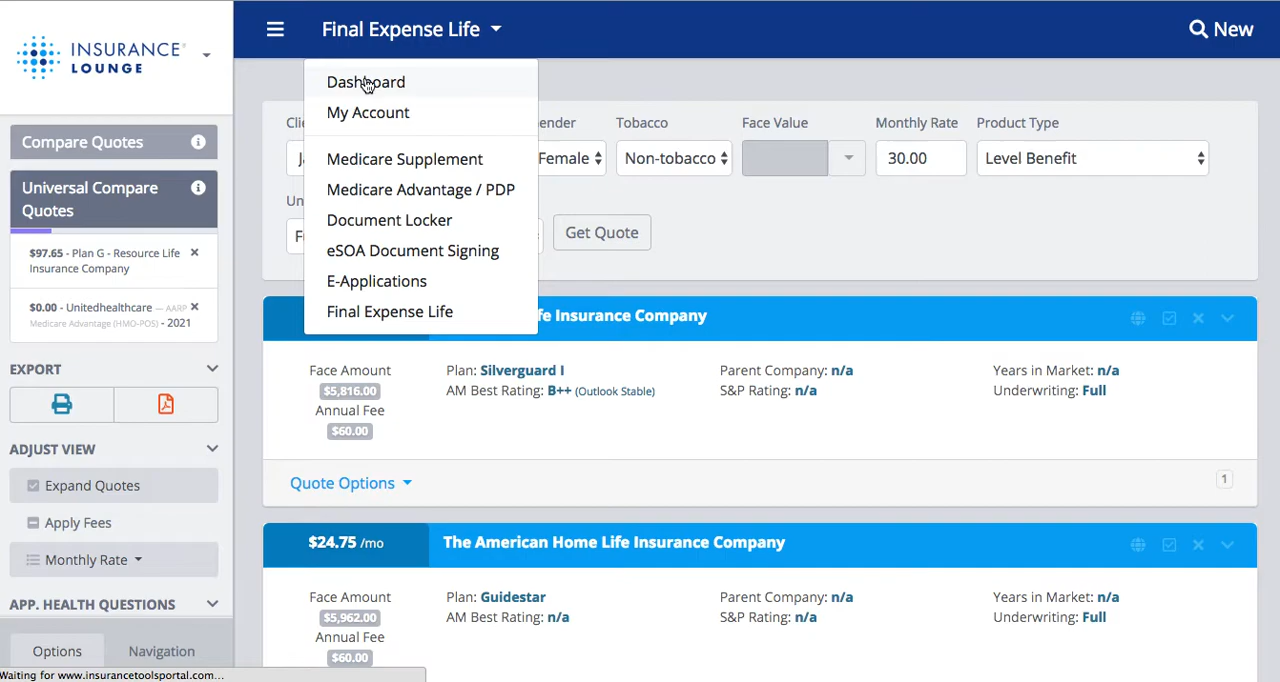 INSURANCE
LOUNGE
Final Expense Life
New
Dashboard
My Account
Medicare Supplement
Medicare Advantage / PDP
Document Locker
eSOA Document Signing
E-Applications
Final Expense Life
Compare Quotes
Universal Compare
Quotes
$97.65 - Plan G - Resource Life
Insurance Company
$0.00 - Unitedhealthcare — AARP
Medicare Advantage (HMO-POS) - 2021
EXPORT
ADJUST VIEW
Expand Quotes
Apply Fees
Monthly Rate
APP. HEALTH QUESTIONS
Options Navigation
Waiting for www.insurancetoolsportal.com...
Tobacco Face Value Monthly Rate Product Type
Female Non-tobacco 30.00 Level Benefit
Get Quote
fe Insurance Company
Face Amount
$5,816.00
Annual Fee
$60.00
Plan: Silverguard I
AM Best Rating: B++ (Outlook Stable)
Parent Company: n/a
S&P Rating: n/a
Years in Market: n/a
Underwriting: Full
Quote Options
1
$24.75 /mo The American Home Life Insurance Company
Face Amount
$5,962.00
Annual Fee
$60.00
Plan: Guidestar
AM Best Rating: n/a
Parent Company: n/a
S&P Rating: n/a
Years in Market: n/a
Underwriting: Full